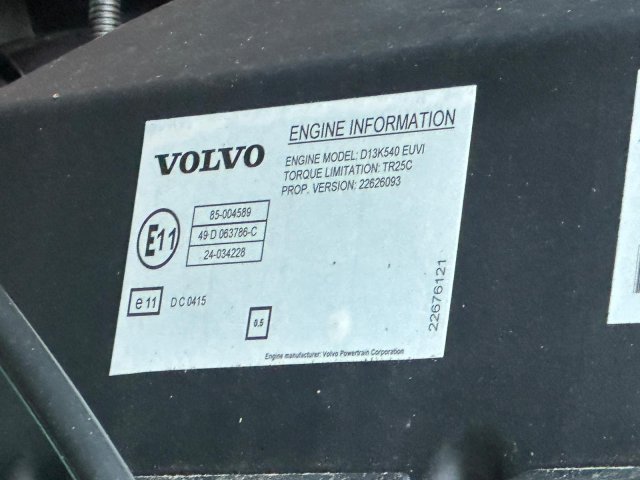 VOLVO
ENGINE INFORMATION
ENGINE MODEL: D13K540 EUVI
TORQUE LIMITATION: TR25C
PROP. VERSION: 22626093
E11
85-004589
49 D 063786-C
24-034228
e 11
D C 0415
0.5
22676121
Engine manufacturer: Volvo Powertrain Corporation